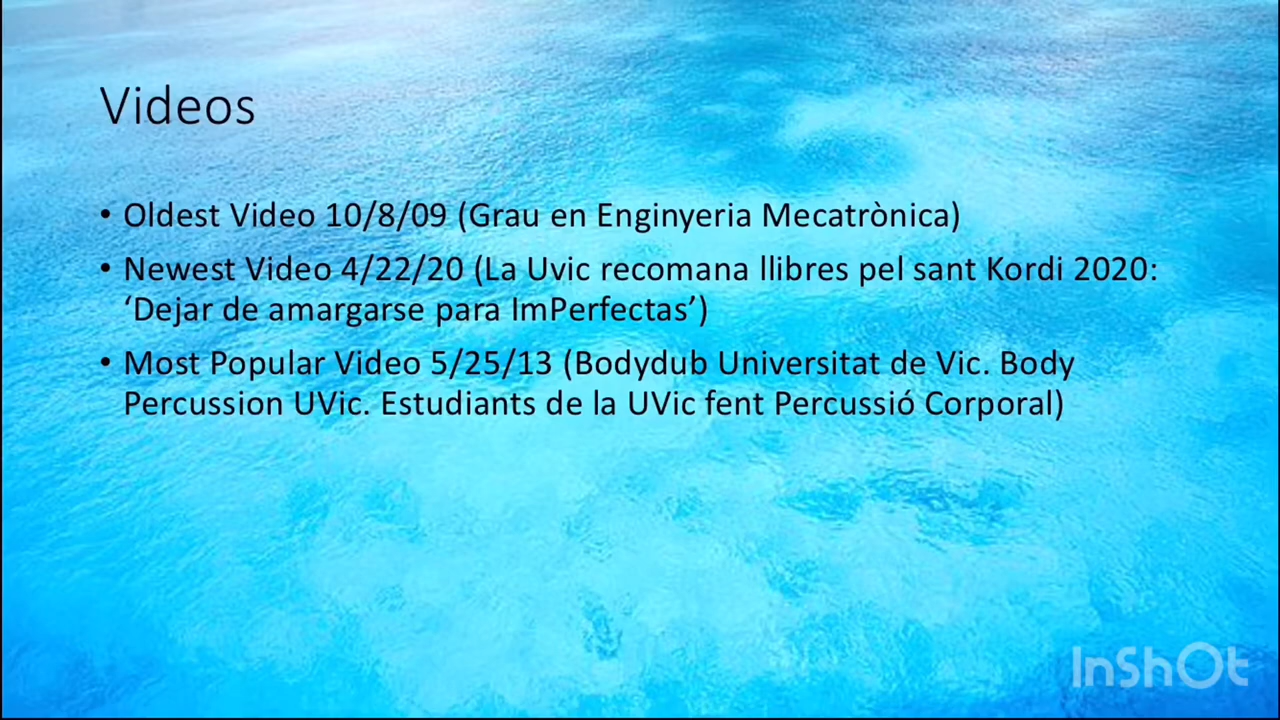 Videos
• Oldest Video 10/8/09 (Grau en Enginyeria Mecatrònica)
• Newest Video 4/22/20 (La Uvic recomana llibres pel sant Kordi 2020:
‘Dejar de amargarse para ImPerfectas’)
• Most Popular Video 5/25/13 (Bodydub Universitat de Vic. Body
Percussion UVic. Estudiants de la UVic fent Percussió Corporal)
InShOt